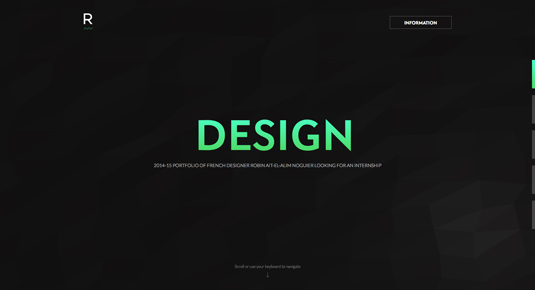 R
INFORMATION
DESIGN
2014-15 PORTFOLIO OF FRENCH DESIGNER ROBIN AIT-EL-ALIM NOGUIER LOOKING FOR AN INTERNSHIP
Scroll or use your keyboard to navigate